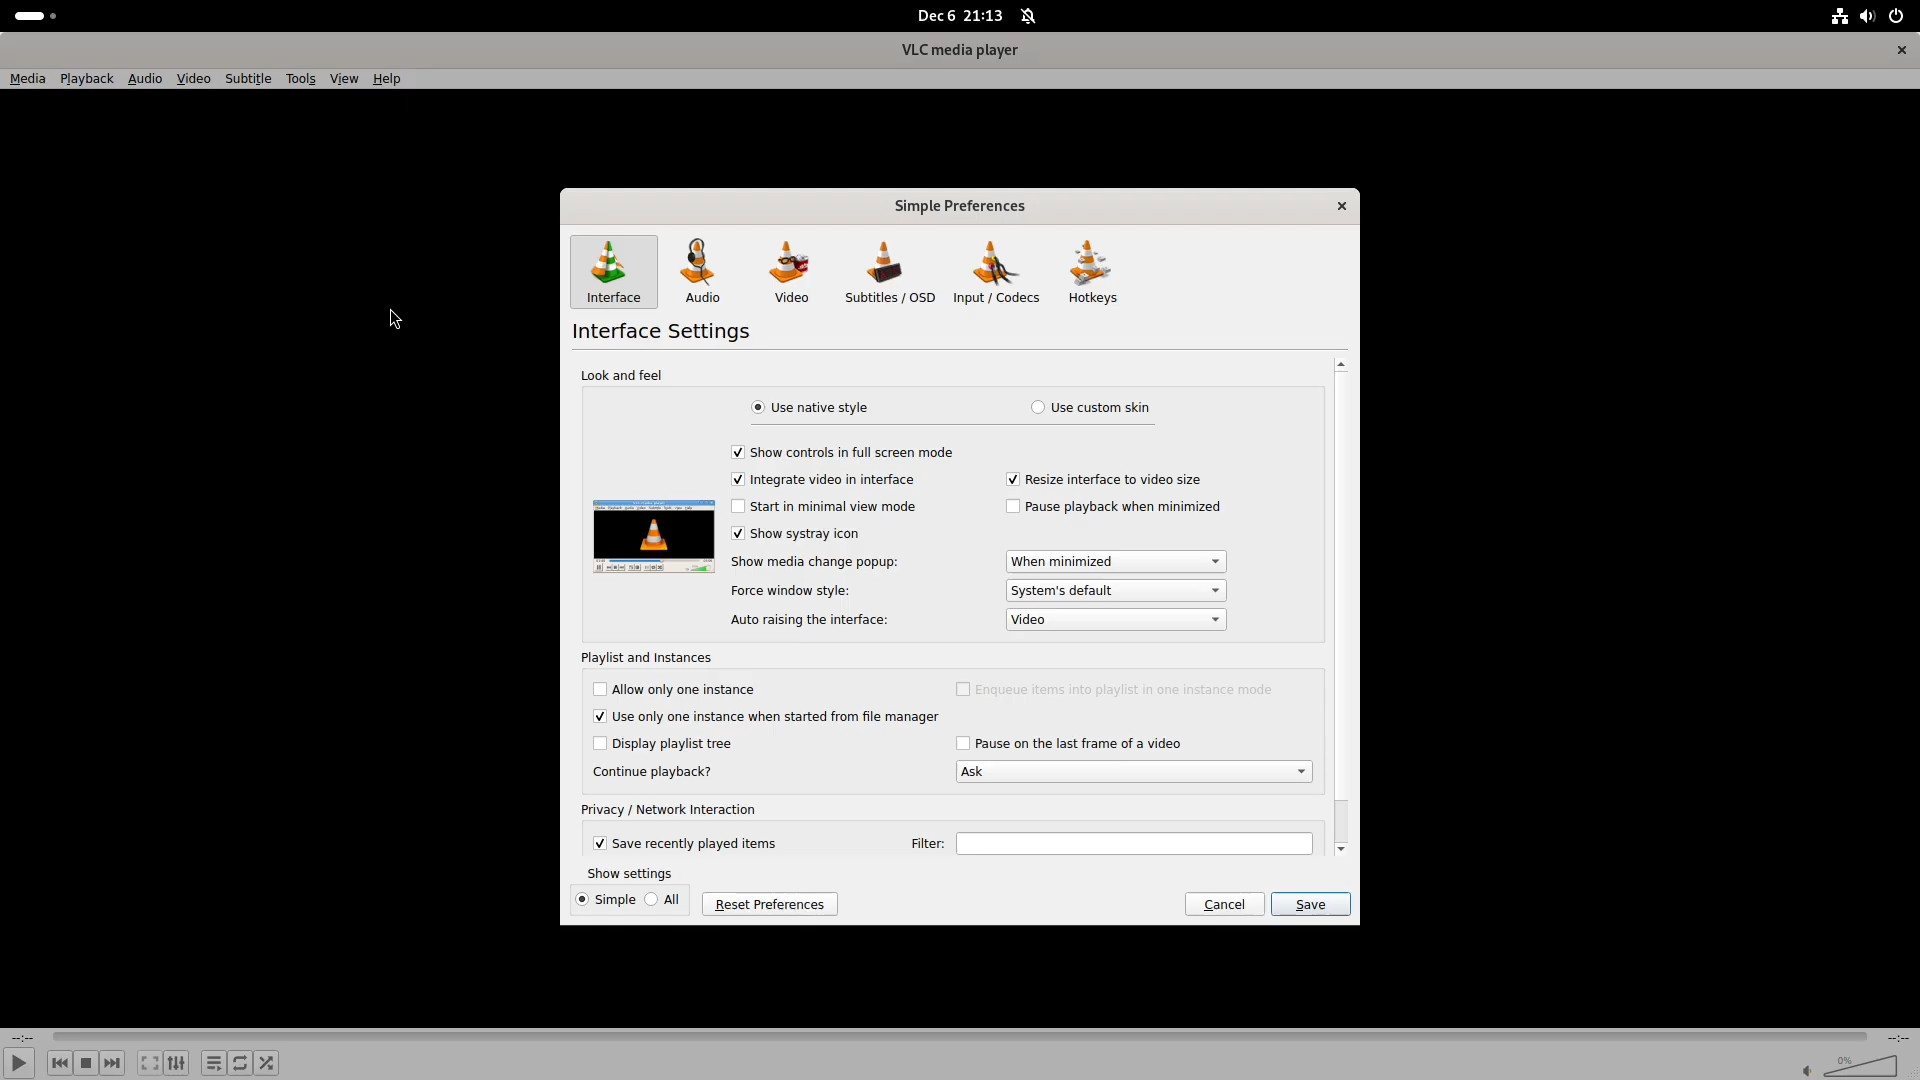 Dec 6 21:13
VLC media player
Media Playback Audio Video Subtitle Tools View Help
Simple Preferences
Interface Audio Video Subtitles / OSD Input / Codecs Hotkeys
Interface Settings
Look and feel
Use native style Use custom skin
Show controls in full screen mode
Integrate video in interface Resize interface to video size
Start in minimal view mode Pause playback when minimized
Show systray icon
Show media change popup: When minimized
Force window style: System's default
Auto raising the interface: Video
Playlist and Instances
Allow only one instance Enqueue items into playlist in one instance mode
Use only one instance when started from file manager
Display playlist tree Pause on the last frame of a video
Continue playback? Ask
Privacy / Network Interaction
Save recently played items Filter:
Show settings
Simple All Reset Preferences Cancel Save
--:-- --:--
0%